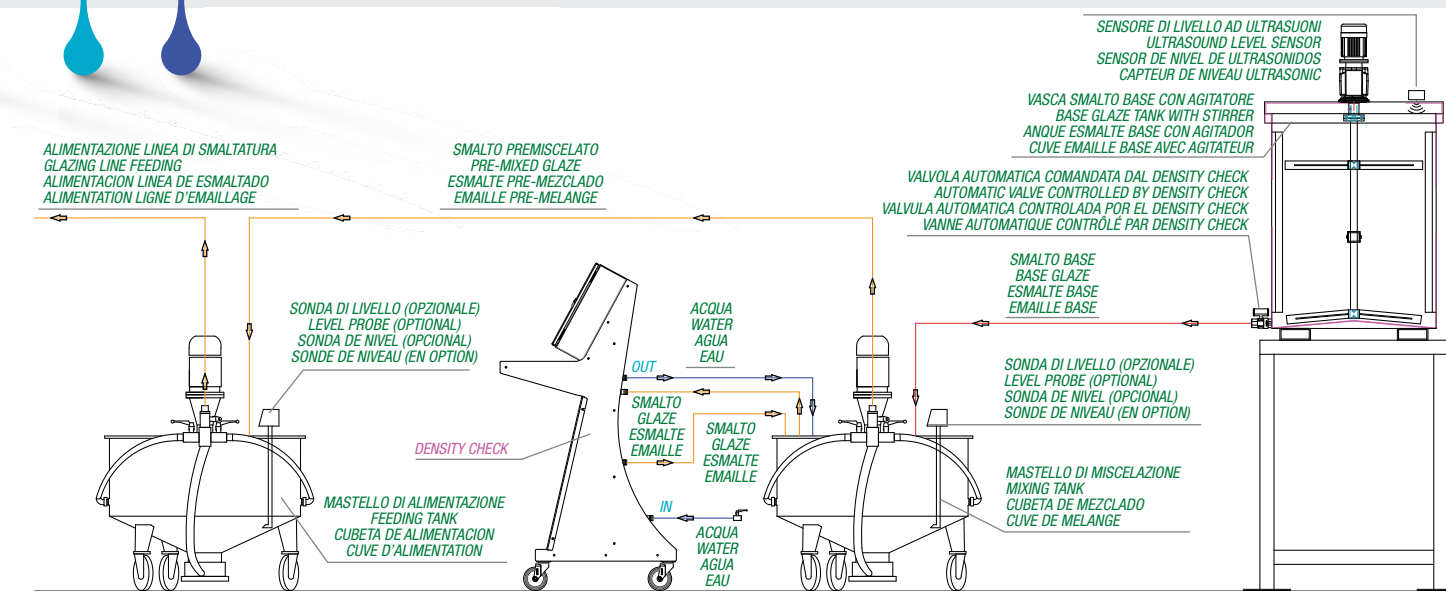 SENSORE DI LIVELLO AD ULTRASUONI
ULTRASOUND LEVEL SENSOR
SENSOR DE NIVEL DE ULTRASONIDOS
CAPTEUR DE NIVEAU ULTRASONIC
VASCA SMALTO BASE CON AGITATORE
BASE GLAZE TANK WITH STIRRER
ANQUE ESMALTE BASE CON AGITADOR
CUVE EMAILLE BASE AVEC AGITATEUR
ALIMENTAZIONE LINEA DI SMALTATURA
GLAZING LINE FEEDING
ALIMENTACION LINEA DE ESMALTADO
ALIMENTATION LIGNE D'EMAILLAGE
SMALTO PREMISCELATO
PRE-MIXED GLAZE
ESMALTE PRE-MEZCLADO
EMAILLE PRE-MELANGE
VALVOLA AUTOMATICA COMANDATA DAL DENSITY CHECK
AUTOMATIC VALVE CONTROLLED BY DENSITY CHECK
VALVULA AUTOMATICA CONTROLADA POR EL DENSITY CHECK
VANNE AUTOMATIQUE CONTRÔLÉ PAR DENSITY CHECK
SMALTO BASE
BASE GLAZE
ESMALTE BASE
EMAILLE BASE
SONDA DI LIVELLO (OPZIONALE)
LEVEL PROBE (OPTIONAL)
SONDA DE NIVEL (OPCIONAL)
SONDE DE NIVEAU (EN OPTION)
ACQUA
WATER
AGUA
EAU
OUT
SONDA DI LIVELLO (OPZIONALE)
LEVEL PROBE (OPTIONAL)
SONDA DE NIVEL (OPCIONAL)
SONDE DE NIVEAU (EN OPTION)
SMALTO
GLAZE
ESMALTE
EMAILLE
SMALTO
GLAZE
ESMALTE
EMAILLE
DENSITY CHECK
MASTELLO DI MISCELAZIONE
MIXING TANK
CUBETA DE MEZCLADO
CUVE DE MELANGE
MASTELLO DI ALIMENTAZIONE
FEEDING TANK
CUBETA DE ALIMENTACION
CUVE D'ALIMENTATION
IN
ACQUA
WATER
AGUA
EAU